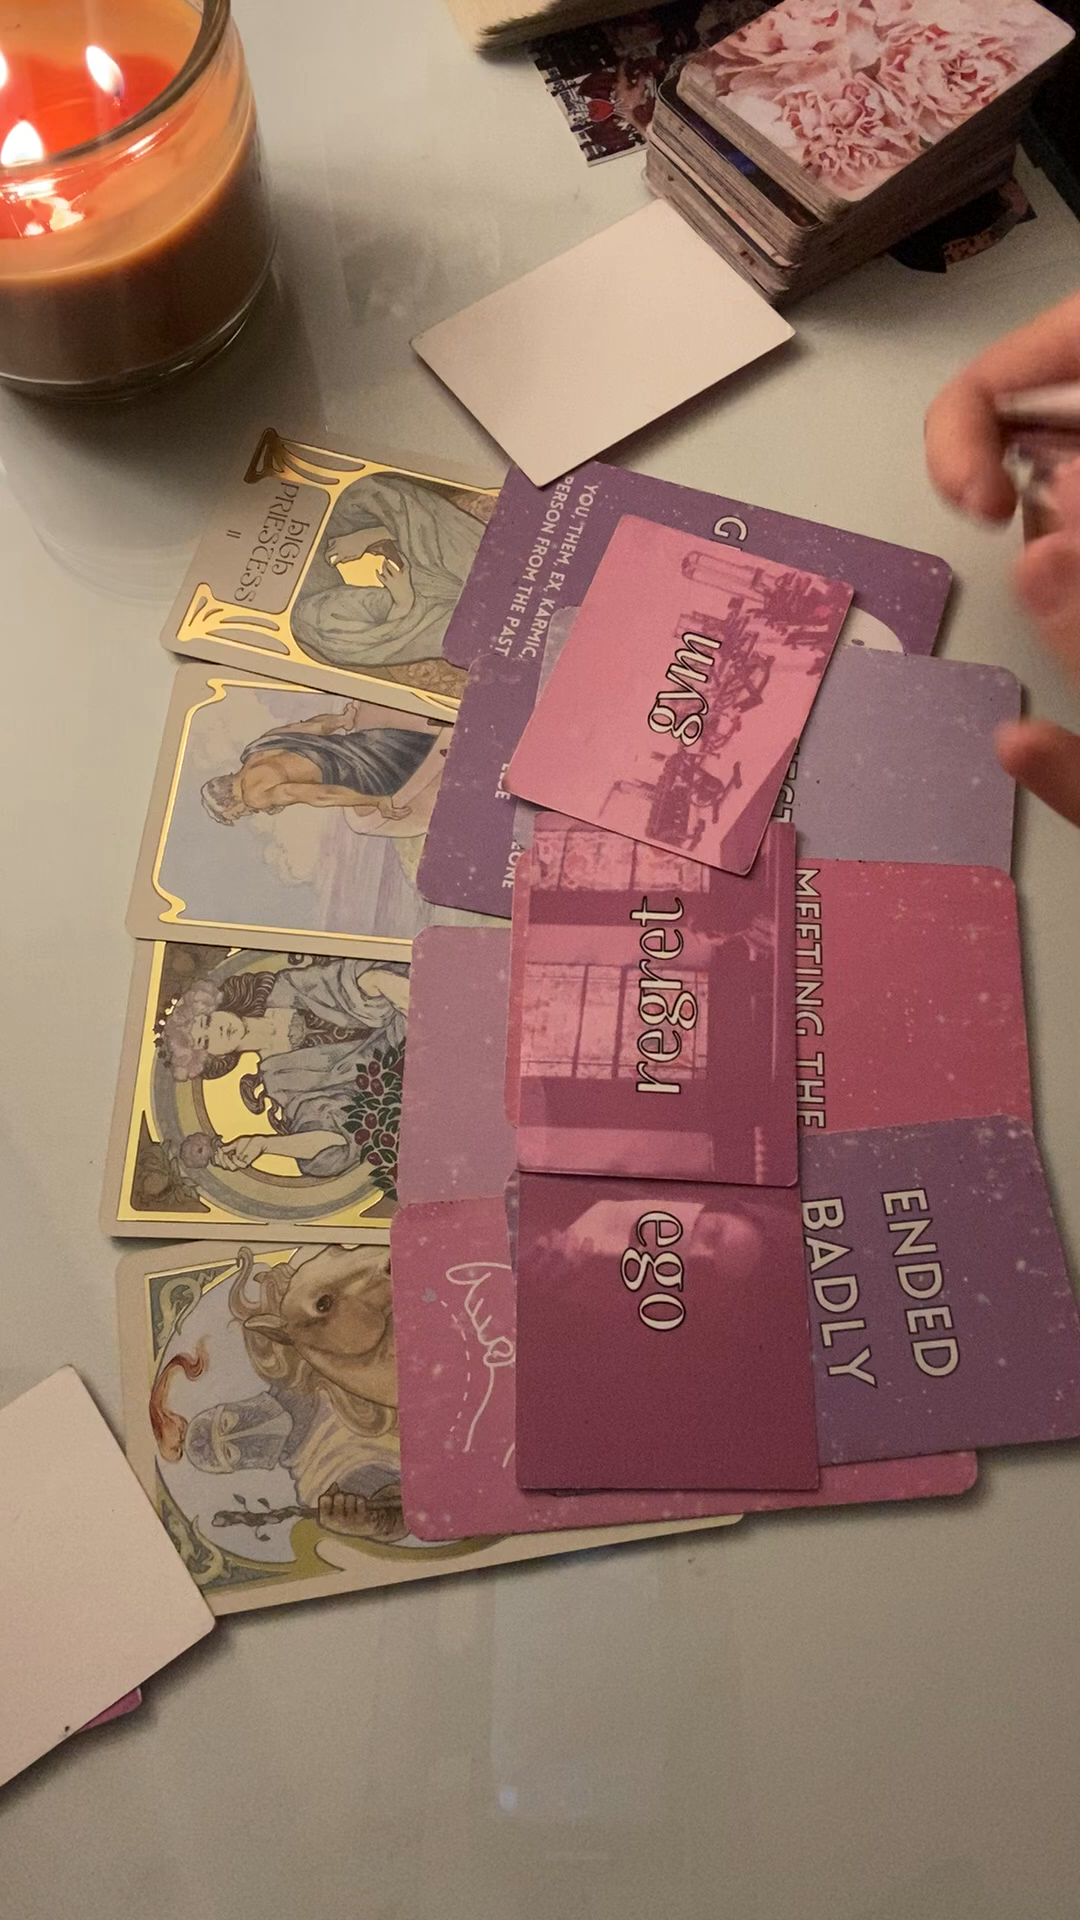 HIGH
PRIESTESS
II
YOU, THEM, EX, KARMIC,
PERSON FROM THE PAST
G
gym
regret
MEETING THE
ego
ENDED
BADLY